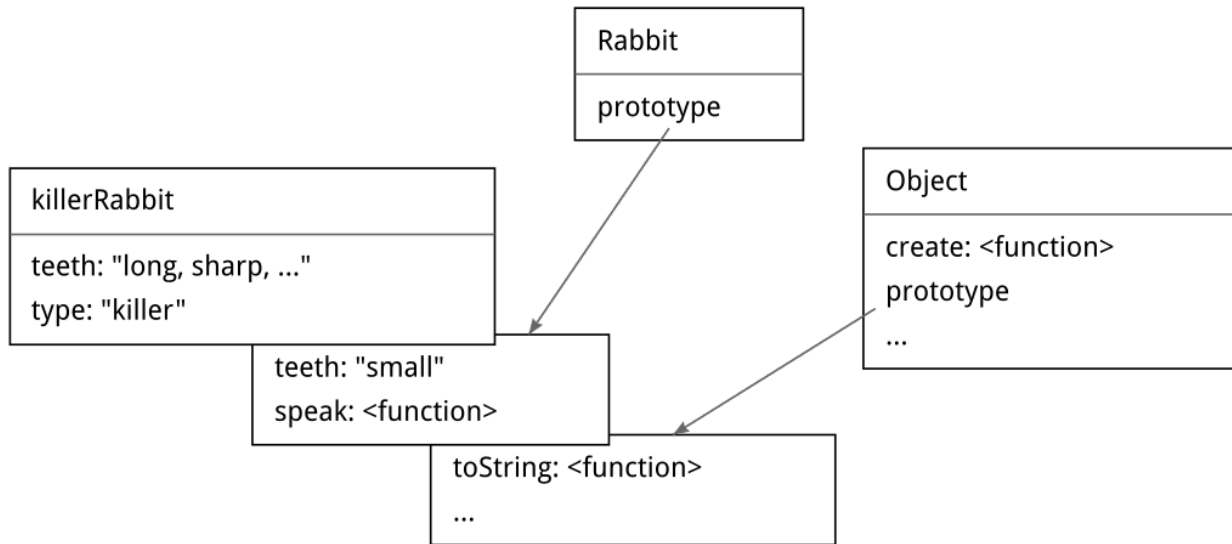 Rabbit
prototype
killerRabbit
teeth: "long, sharp, ..."
type: "killer"
Object
create: <function>
prototype
...
teeth: "small"
speak: <function>
toString: <function>
...